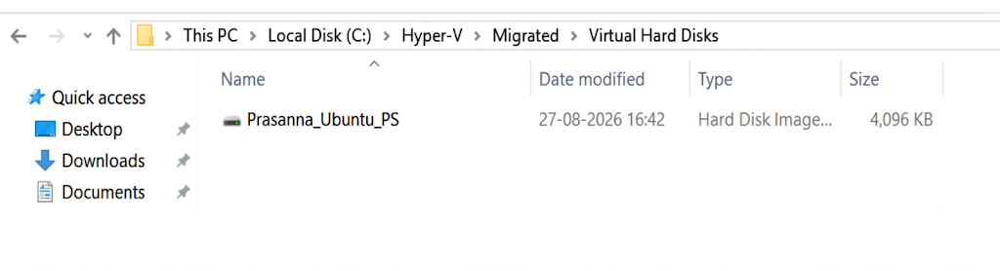 This PC > Local Disk (C:) > Hyper-V > Migrated > Virtual Hard Disks
Name Date modified Type Size
Quick access
Prasanna_Ubuntu_PS 27-08-2026 16:42 Hard Disk Image... 4,096 KB
Desktop
Downloads
Documents